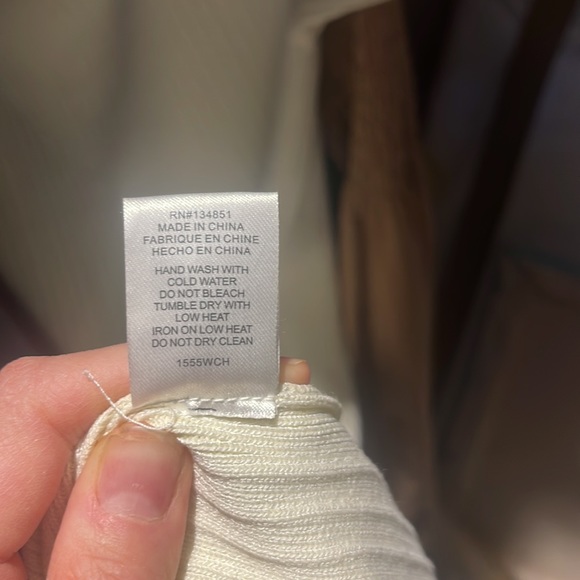 RN#134851
MADE IN CHINA
FABRIQUE EN CHINE
HECHO EN CHINA
HAND WASH WITH
COLD WATER
DO NOT BLEACH
TUMBLE DRY WITH
LOW HEAT
IRON ON LOW HEAT
DO NOT DRY CLEAN
1555WCH